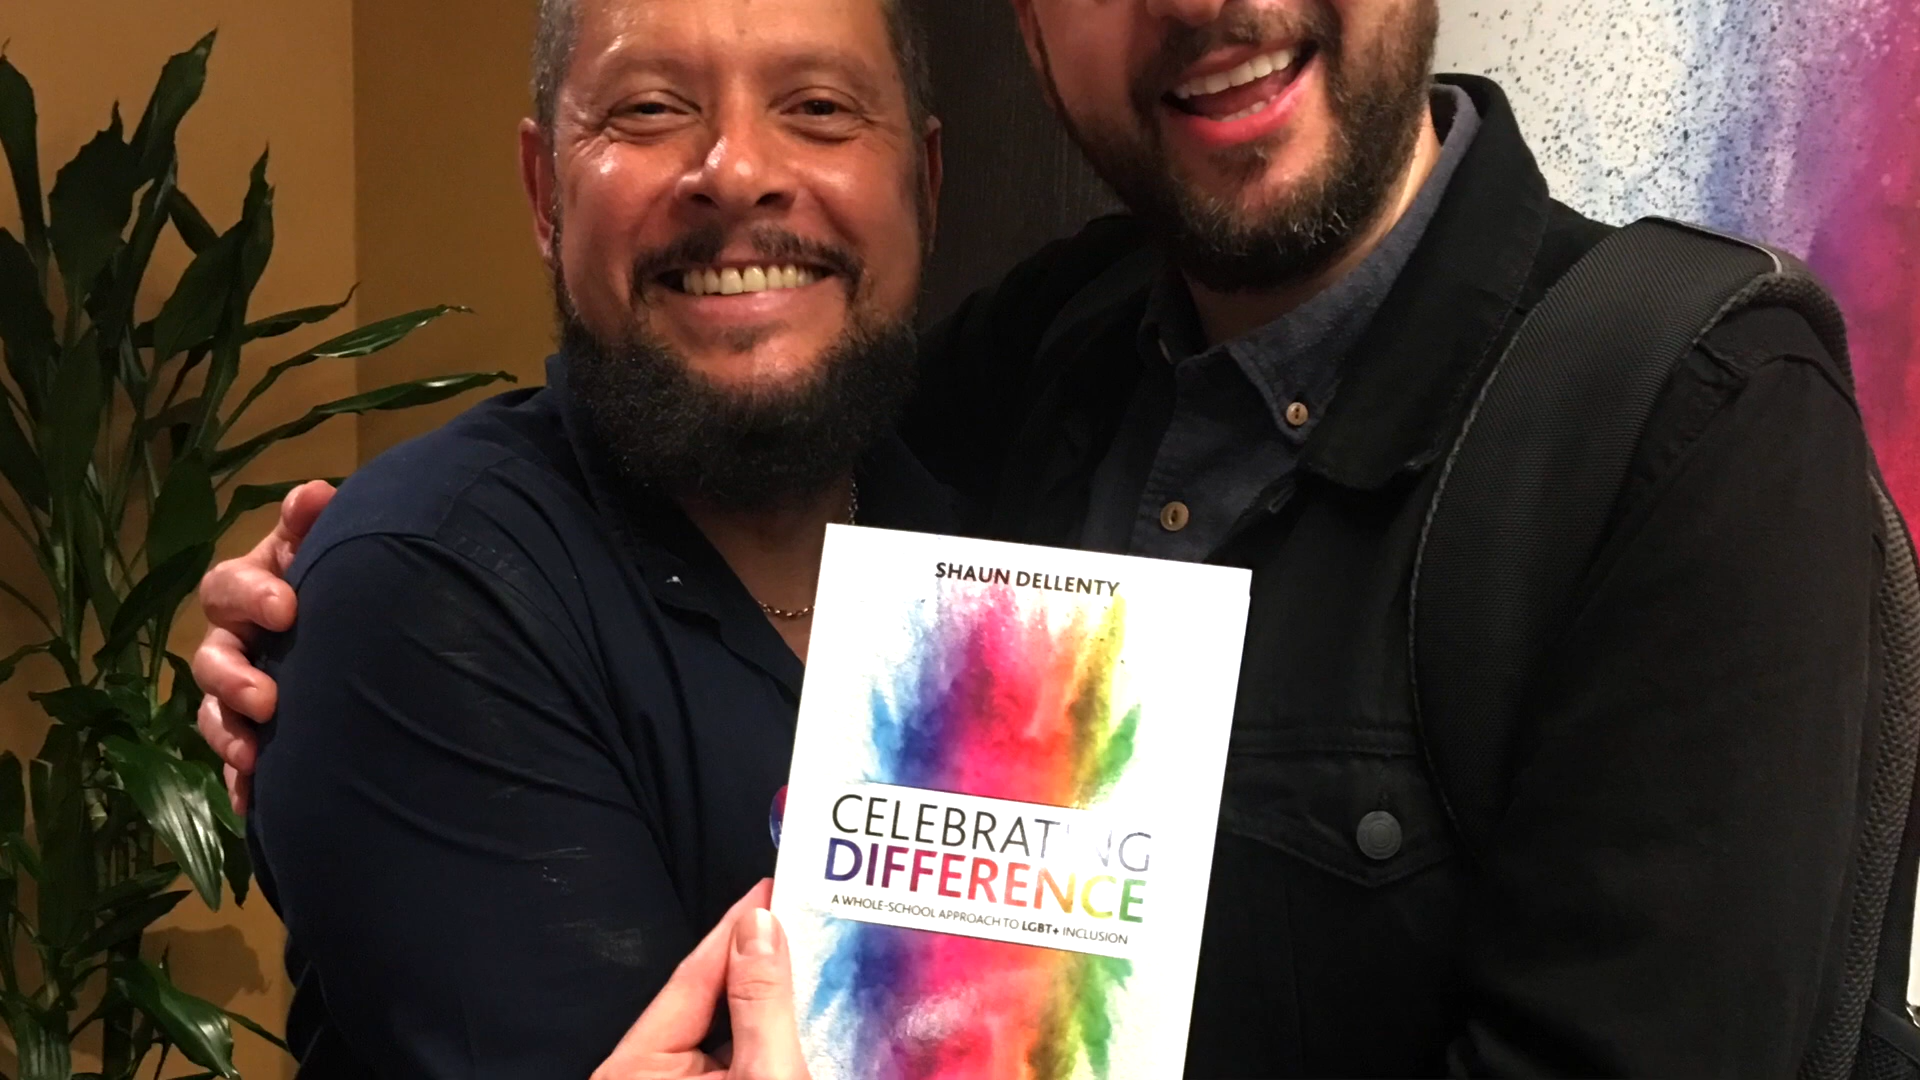 SHAUN DELLENTY
CELEBRATING
DIFFERENCE
A WHOLE-SCHOOL APPROACH TO LGBT+ INCLUSION